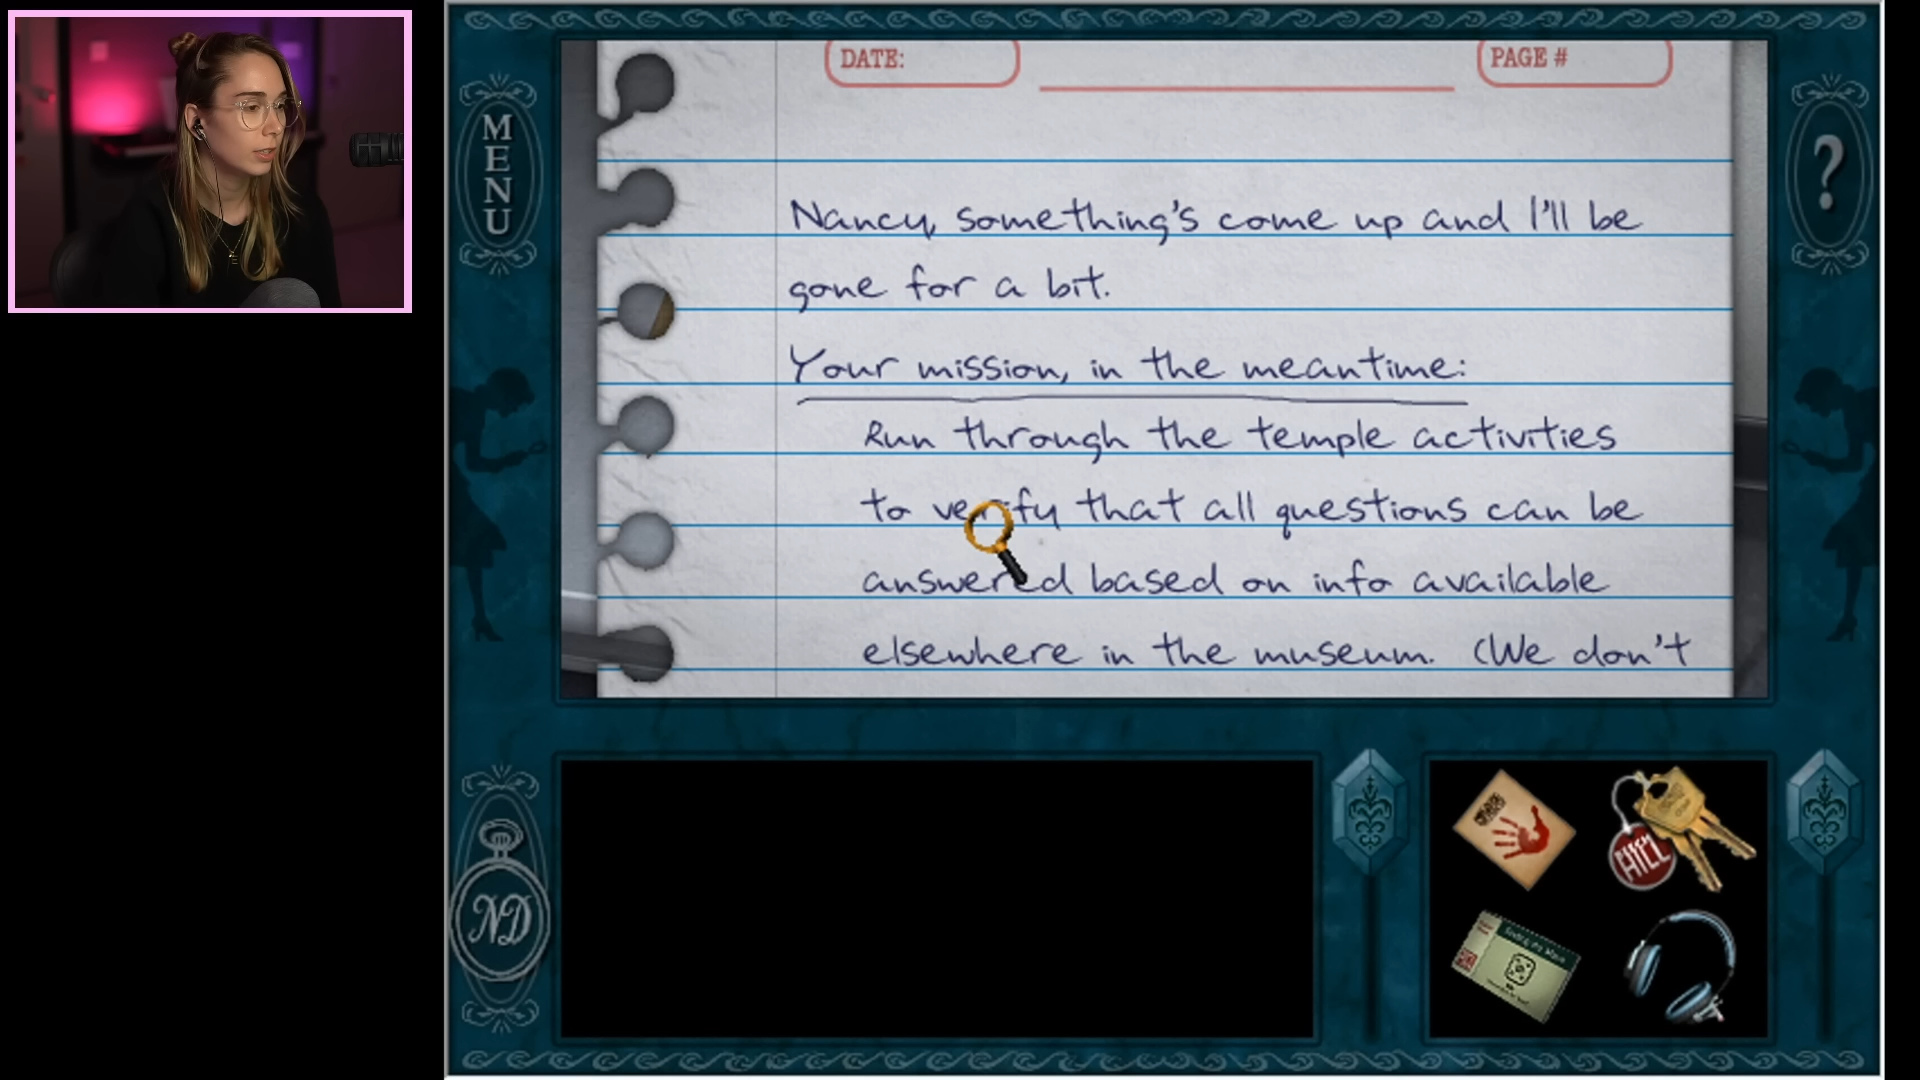 DATE:
PAGE #
MENU
?
Nancy, something's come up and I'll be
gone for a bit.
Your mission, in the meantime:
Run through the temple activities
to verify that all questions can be
answered based on info available
elsewhere in the museum. (We don't
ND